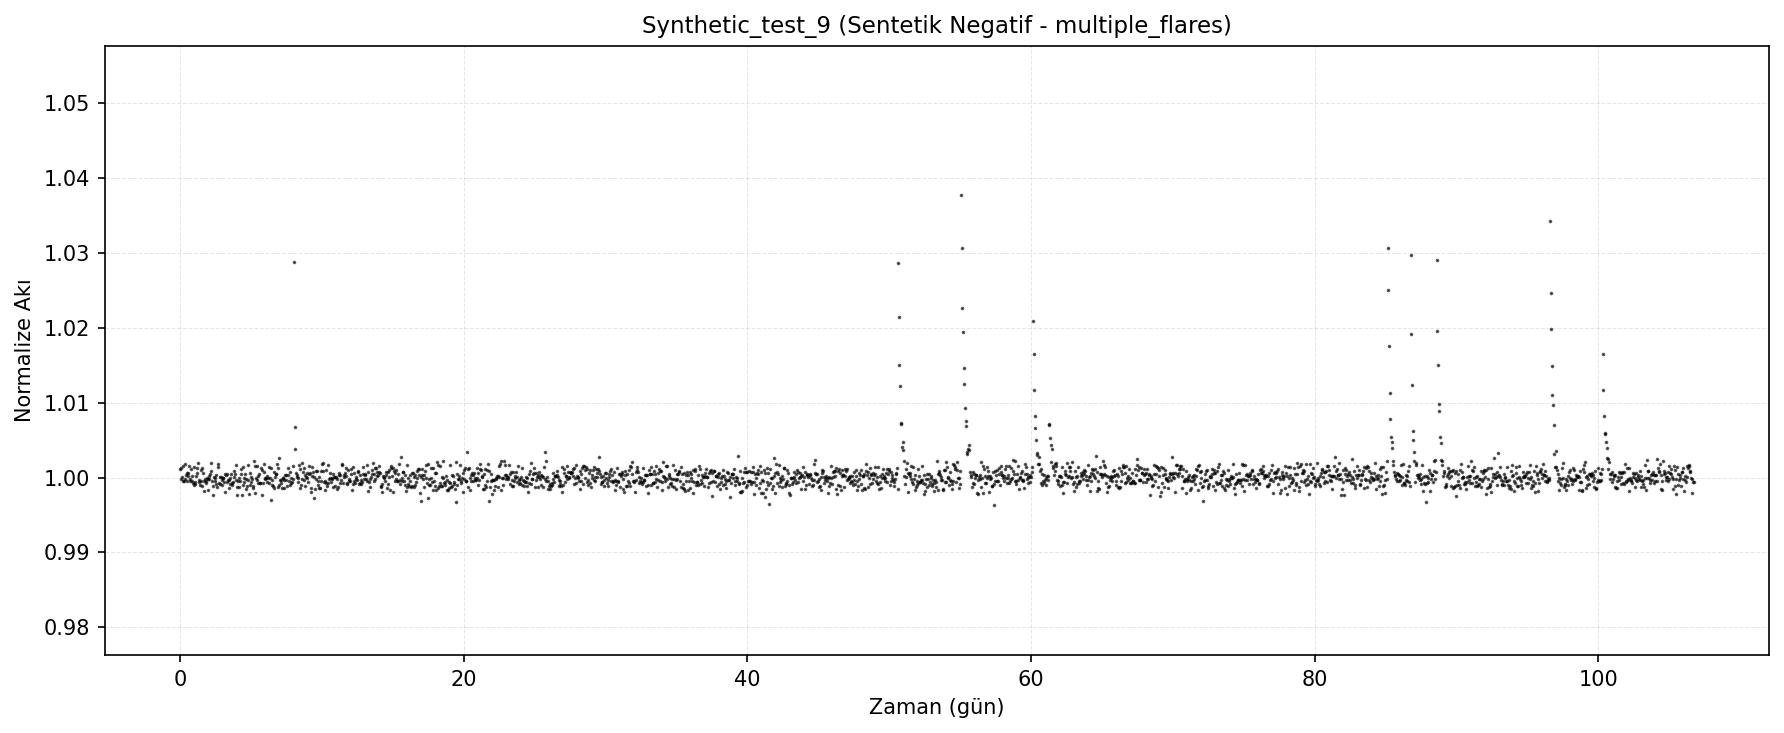 Synthetic_test_9 (Sentetik Negatif - multiple_flares)
Normalize Akı
1.05
1.04
1.03
1.02
1.01
1.00
0.99
0.98
0 20 40 60 80 100
Zaman (gün)